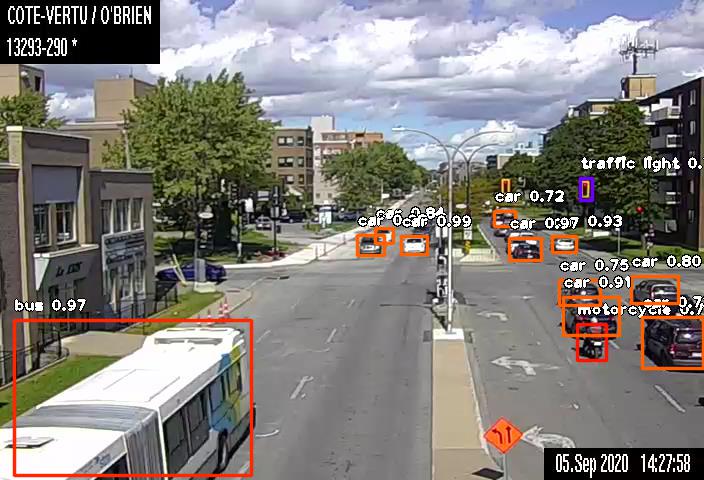 COTE-VERTU / O'BRIEN
13293-290 *
traffic light 0.
car 0.72
car 0.84
car 0.99
car 0.97
0.93
car 0.75
car 0.80
car 0.91
motorcycle 0.7
bus 0.97
05.Sep 2020 14:27:58